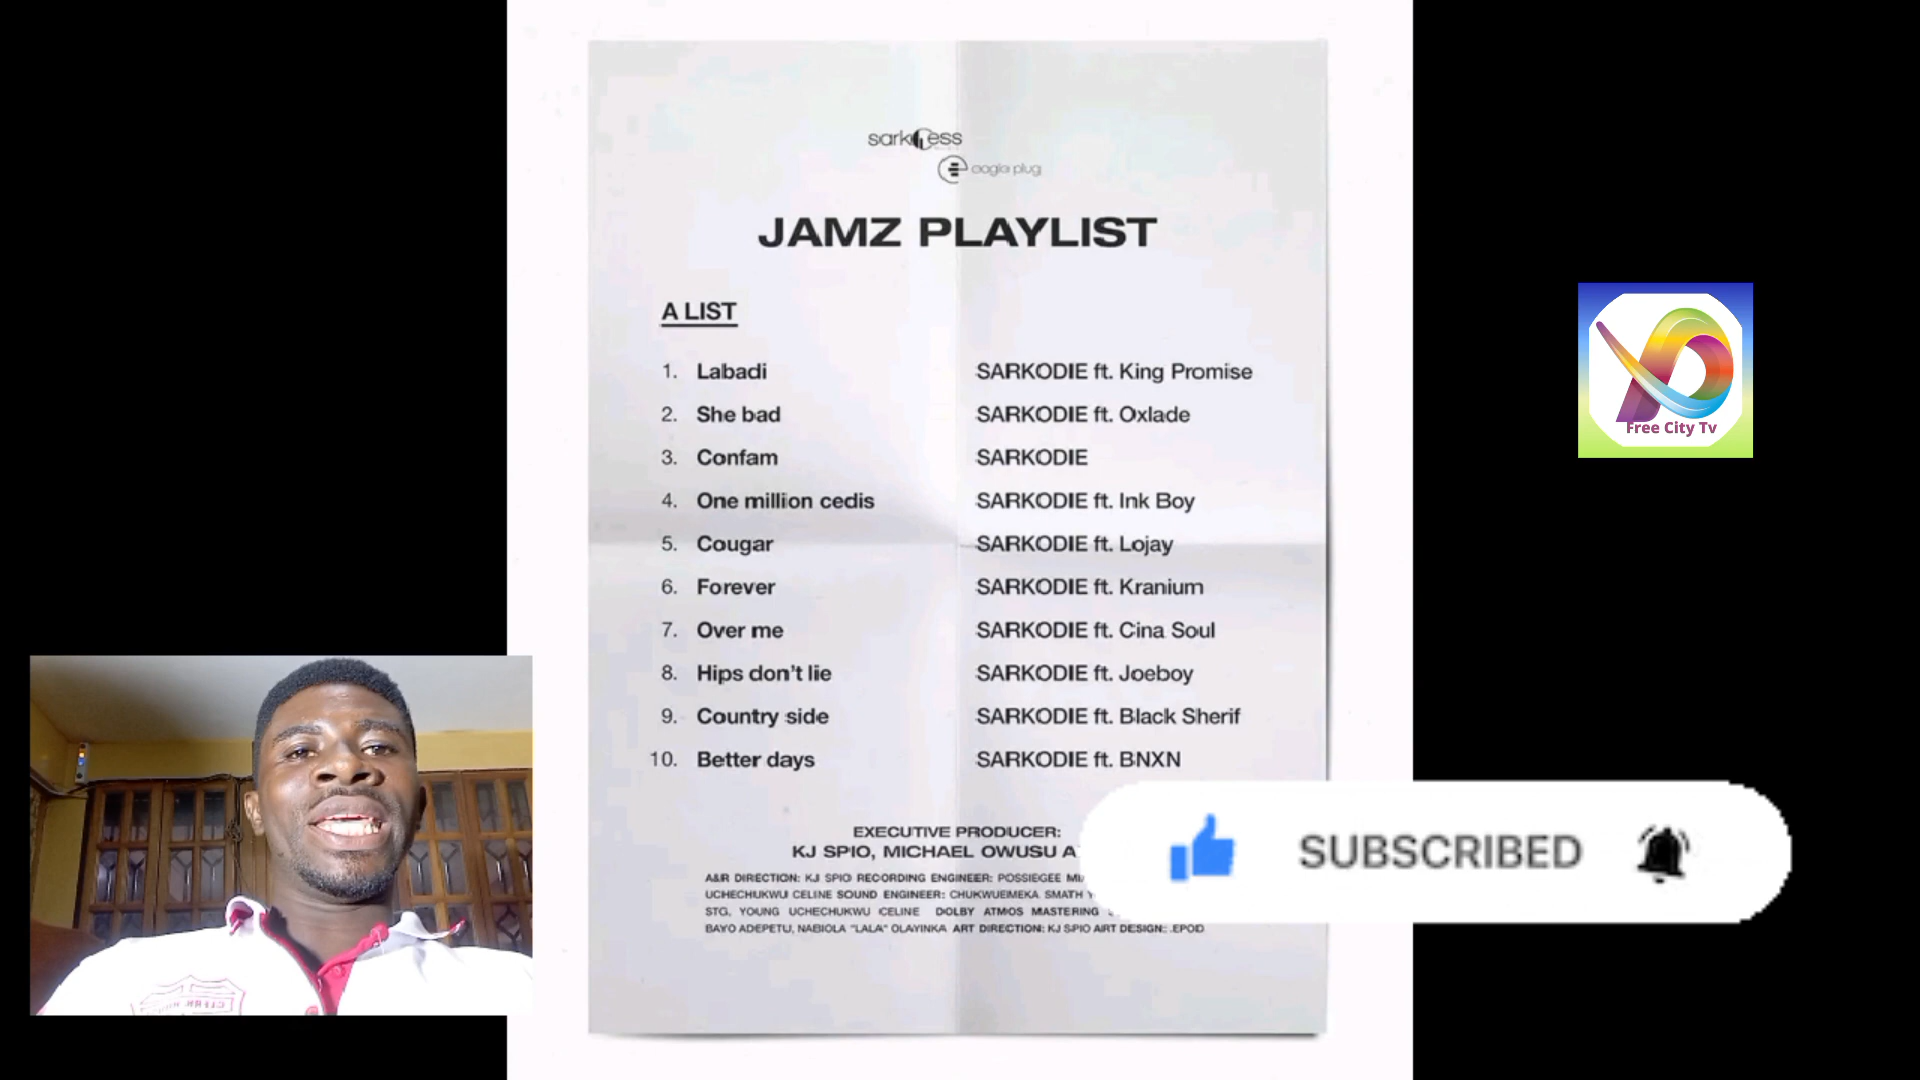 sarkcess
eagle plug
JAMZ PLAYLIST
A LIST
1. Labadi SARKODIE ft. King Promise
2. She bad SARKODIE ft. Oxlade
3. Confam SARKODIE
4. One million cedis SARKODIE ft. Ink Boy
5. Cougar SARKODIE ft. Lojay
6. Forever SARKODIE ft. Kranium
7. Over me SARKODIE ft. Cina Soul
8. Hips don't lie SARKODIE ft. Joeboy
9. Country side SARKODIE ft. Black Sherif
10. Better days SARKODIE ft. BNXN
EXECUTIVE PRODUCER:
KJ SPIO, MICHAEL OWUSU
A&R DIRECTION: KJ SPIO RECORDING ENGINEER: POSSIEGEE
UCHECHUKWU CELINE SOUND ENGINEER: CHUKWUEMEKA SMATH
STG, YOUNG UCHECHUKWU CELINE DOLBY ATMOS MASTERING
BAYO ADEPETU, NABIOLA "LALA" OLAYINKA ART DIRECTION: KJ SPIO ART DESIGN: .EPOD
Free City Tv
SUBSCRIBED